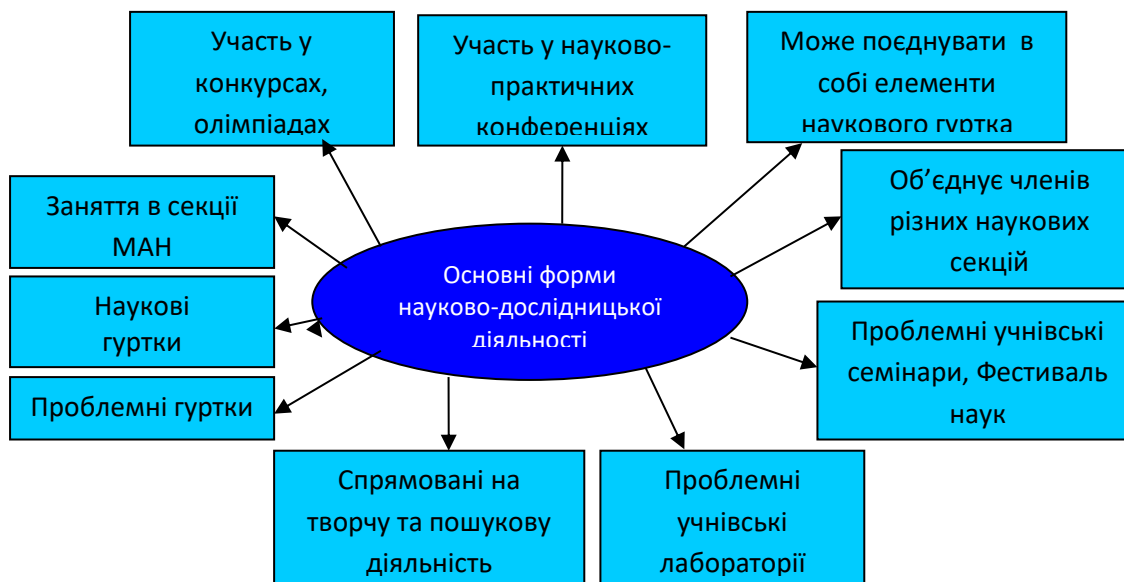 Участь у
конкурсах,
олімпіадах
Участь у науково-
практичних
конференціях
Може поєднувати в
собі елементи
наукового гуртка
Заняття в секції
МАН
Об’єднує членів
різних наукових
секцій
Основні форми
науково-дослідницької
діяльності
Наукові
гуртки
Проблемні учнівські
семінари, Фестиваль
наук
Проблемні гуртки
Спрямовані на
творчу та пошукову
діяльність
Проблемні
учнівські
лабораторії